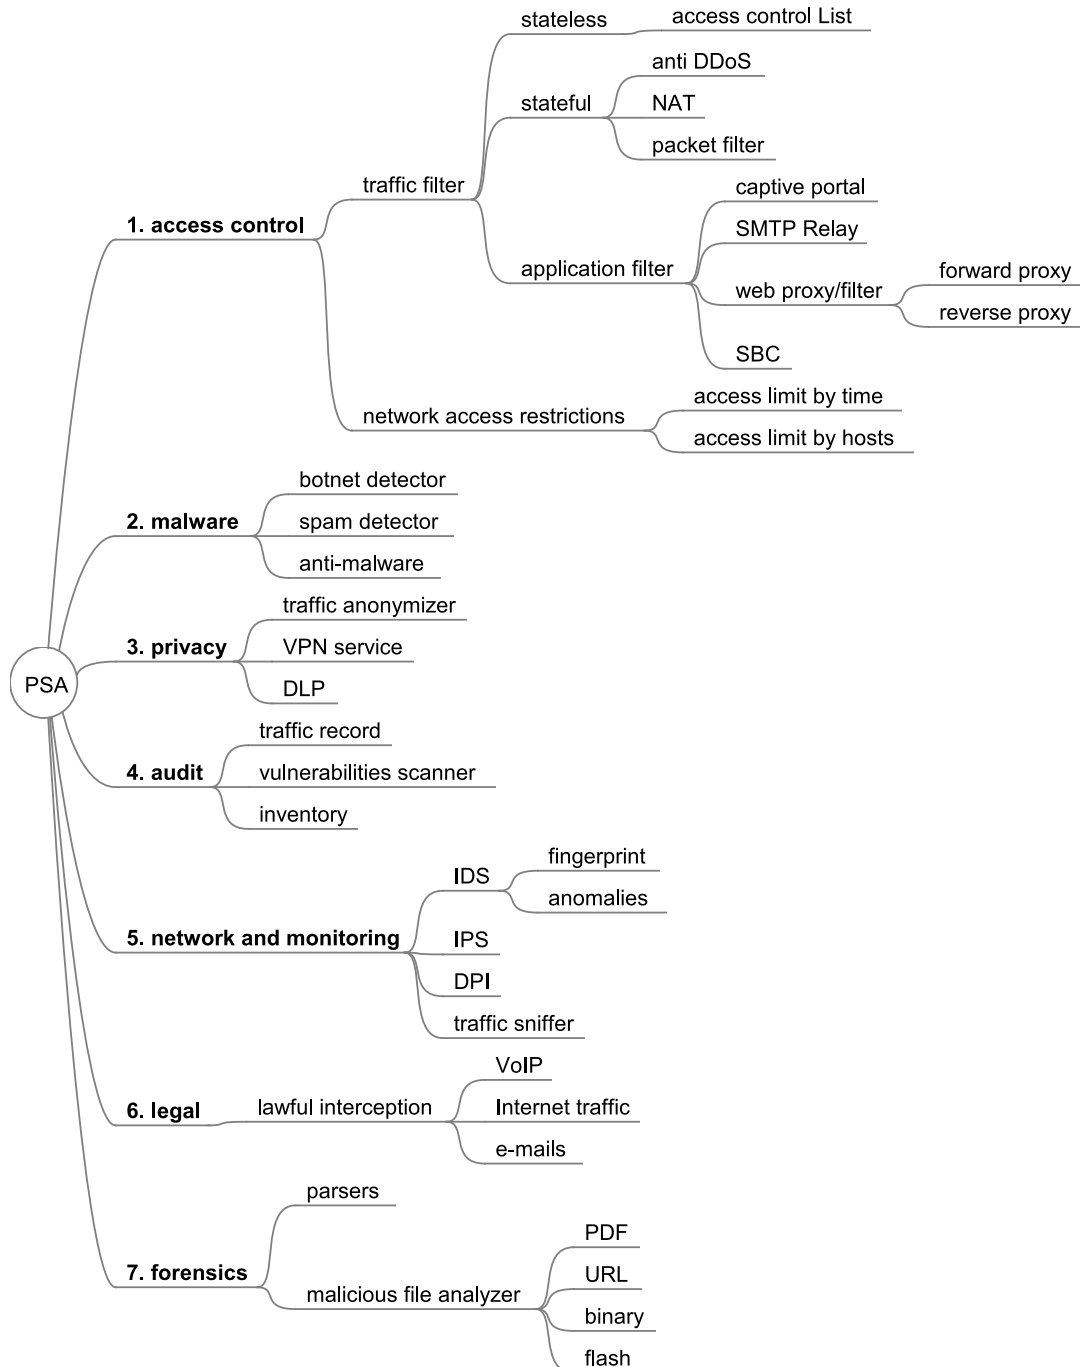 stateless
access control List
anti DDoS
stateful
NAT
packet filter
traffic filter
captive portal
1. access control
SMTP Relay
application filter
forward proxy
web proxy/filter
reverse proxy
SBC
access limit by time
network access restrictions
access limit by hosts
botnet detector
2. malware
spam detector
anti-malware
traffic anonymizer
3. privacy
VPN service
PSA
DLP
traffic record
4. audit
vulnerabilities scanner
inventory
fingerprint
IDS
anomalies
5. network and monitoring
IPS
DPI
traffic sniffer
VoIP
6. legal
lawful interception
Internet traffic
e-mails
parsers
PDF
7. forensics
URL
malicious file analyzer
binary
flash